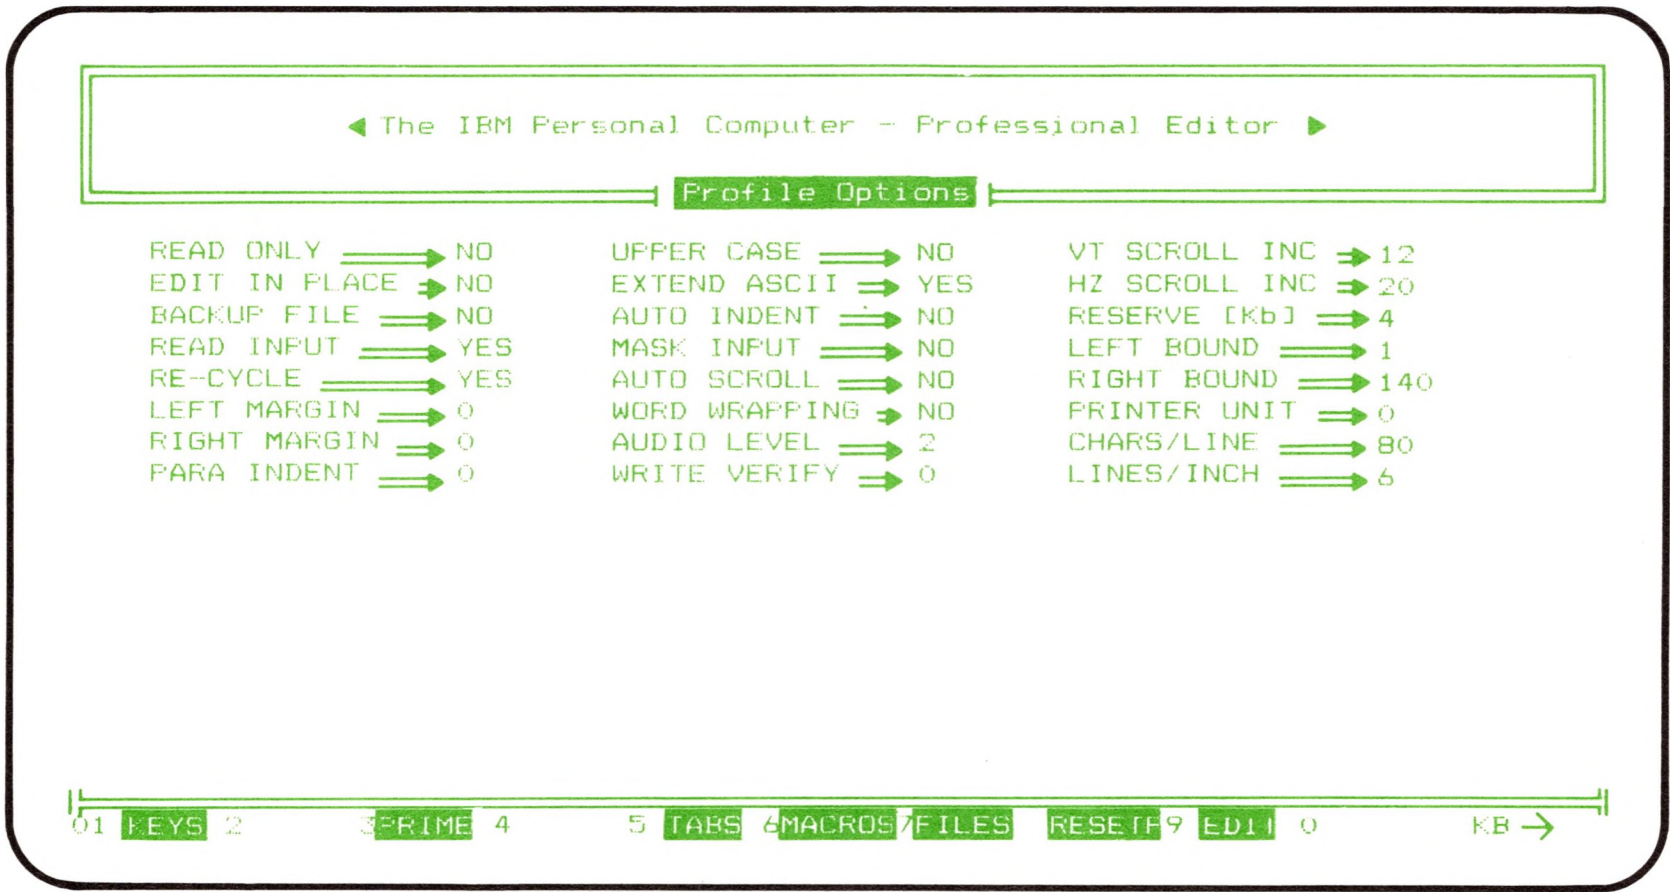 ◄ The IBM Personal Computer - Professional Editor ►
Profile Options
READ ONLY ⟹ NO UPPER CASE ⟹ NO VT SCROLL INC ⟹ 12
EDIT IN PLACE ⟹ NO EXTEND ASCII ⟹ YES HZ SCROLL INC ⟹ 20
BACKUP FILE ⟹ NO AUTO INDENT ⟹ NO RESERVE [Kb] ⟹ 4
READ INPUT ⟹ YES MASK INPUT ⟹ NO LEFT BOUND ⟹ 1
RE-CYCLE ⟹ YES AUTO SCROLL ⟹ NO RIGHT BOUND ⟹ 140
LEFT MARGIN ⟹ 0 WORD WRAPPING ⟹ NO PRINTER UNIT ⟹ 0
RIGHT MARGIN ⟹ 0 AUDIO LEVEL ⟹ 2 CHARS/LINE ⟹ 80
PARA INDENT ⟹ 0 WRITE VERIFY ⟹ 0 LINES/INCH ⟹ 6
01 KEYS 2 3PRIME 4 5 TABS 6MACROS7FILES RESETP9 EDIT 0 KB →